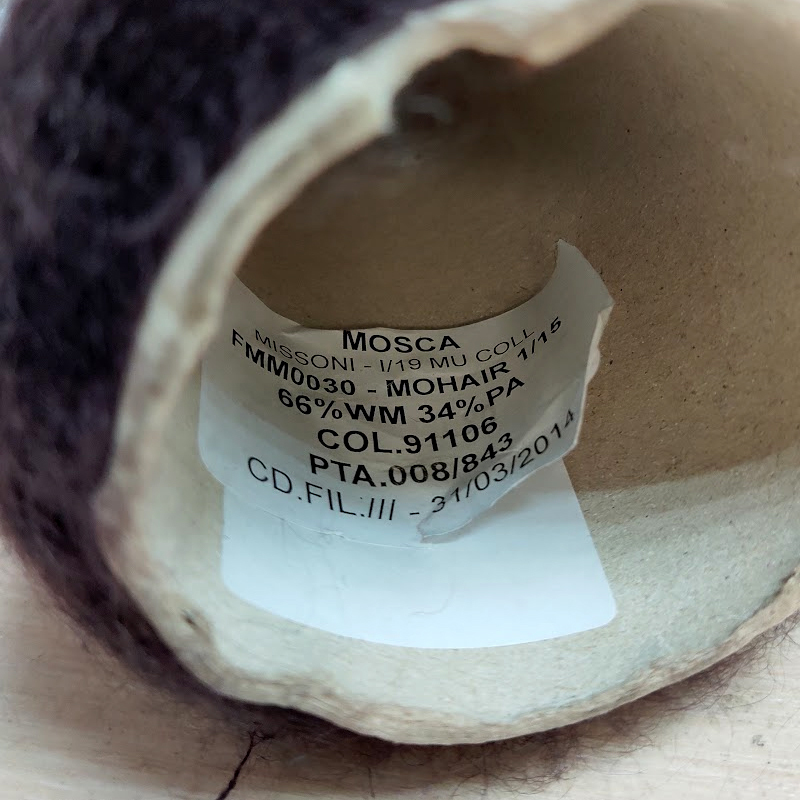 MOSCA
MISSONI - I/19 MU COLL
FMM0030 - MOHAIR 1/15
66%WM 34%PA
COL.91106
PTA.008/843
CD.FIL./// - 31/03/2014